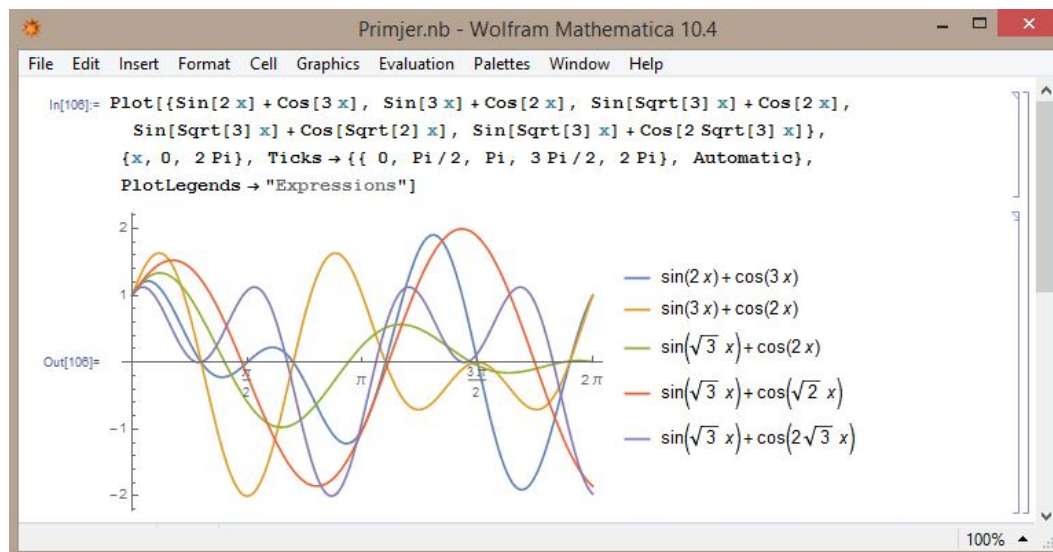 Primjer.nb - Wolfram Mathematica 10.4
File Edit Insert Format Cell Graphics Evaluation Palettes Window Help
In[106]:= Plot[{Sin[2 x] + Cos[3 x], Sin[3 x] + Cos[2 x], Sin[Sqrt[3] x] + Cos[2 x],
Sin[Sqrt[3] x] + Cos[Sqrt[2] x], Sin[Sqrt[3] x] + Cos[2 Sqrt[3] x]},
{x, 0, 2 Pi}, Ticks → {{ 0, Pi/2, Pi, 3 Pi/2, 2 Pi}, Automatic},
PlotLegends → "Expressions"]
2
1
Out[106]=
π/2
π
3π/2
2π
-1
-2
sin(2 x)+cos(3 x)
sin(3 x)+cos(2 x)
sin(√3 x)+cos(2 x)
sin(√3 x)+cos(√2 x)
sin(√3 x)+cos(2√3 x)
100%